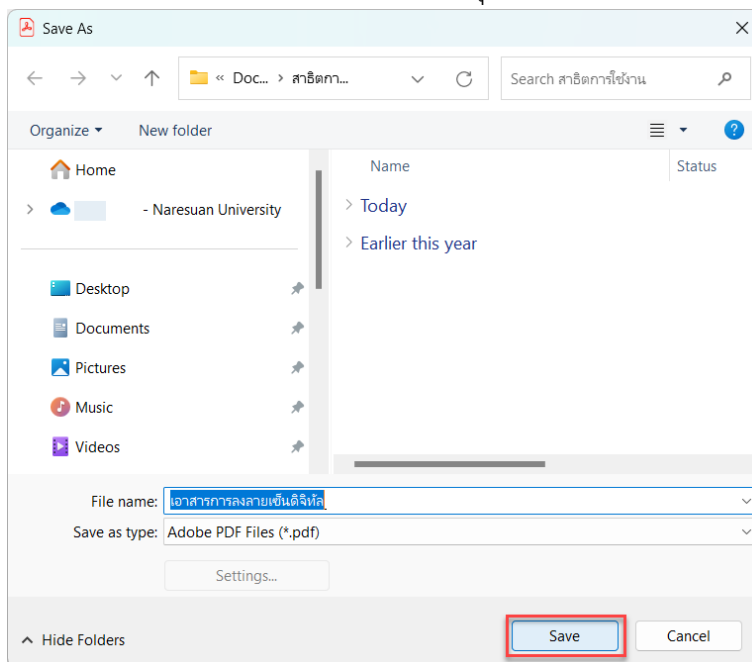 Save As
« Doc... › สาธิตกา...
Search สาธิตการใช้งาน
Organize
New folder
?
Home
Name
Status
- Naresuan University
Today
Earlier this year
Desktop
Documents
Pictures
Music
Videos
File name: เอาสารการลงลายเซ็นดิจิทัล
Save as type: Adobe PDF Files (*.pdf)
Settings...
Hide Folders
Save
Cancel